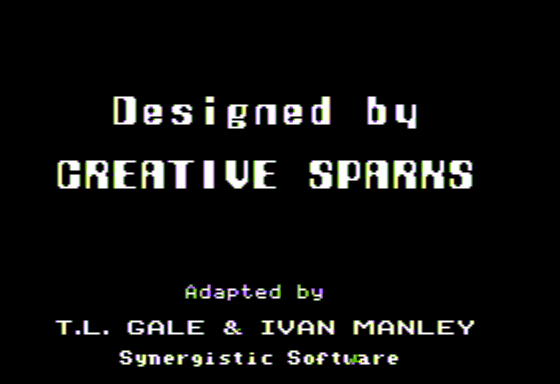 Designed by
CREATIVE SPARKS
Adapted by
T.L. GALE & IVAN MANLEY
Synergistic Software